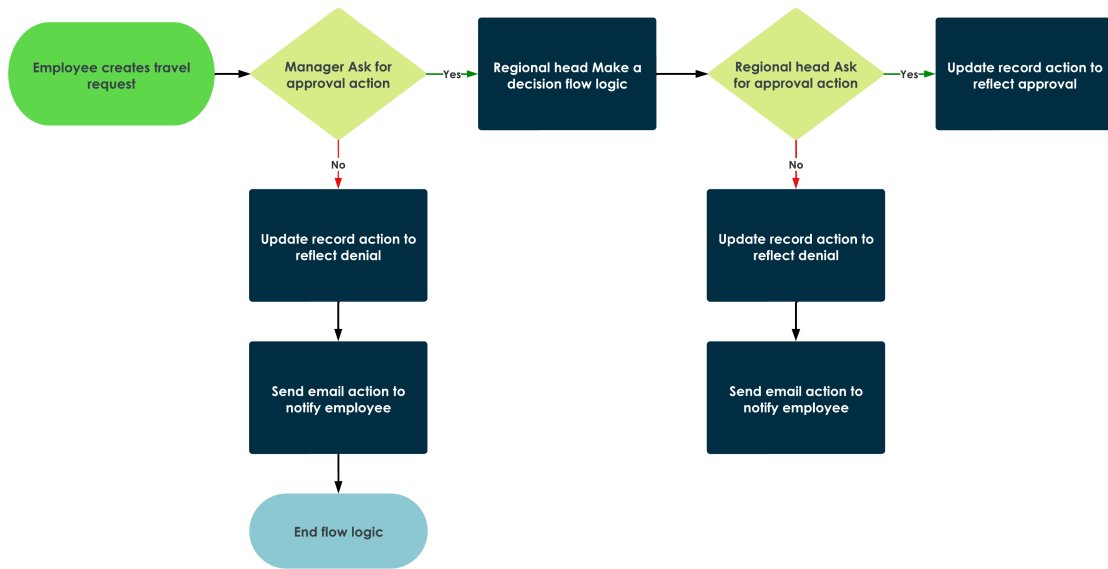 Employee creates travel
request
Manager Ask for
approval action
Yes
Regional head Make a
decision flow logic
Regional head Ask
for approval action
Yes
Update record action to
reflect approval
No
No
Update record action to
reflect denial
Update record action to
reflect denial
Send email action to
notify employee
Send email action to
notify employee
End flow logic